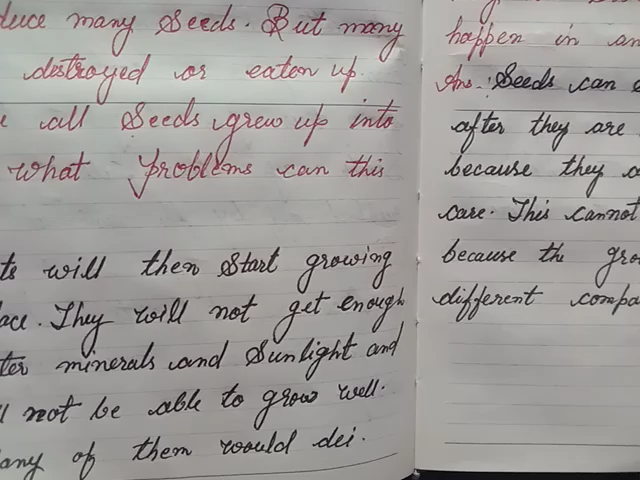 duce many Seeds. But many
destroyed or eaten up.
all Seeds grew up into
what problems can this
will then Start growing
ace. They will not get enough
ter minerals and Sunlight and
not be able to grow well.
any of them would dei.
happen in an
Ans. Seeds can
after they are
because they
care. This cannot
because the gro
different compa